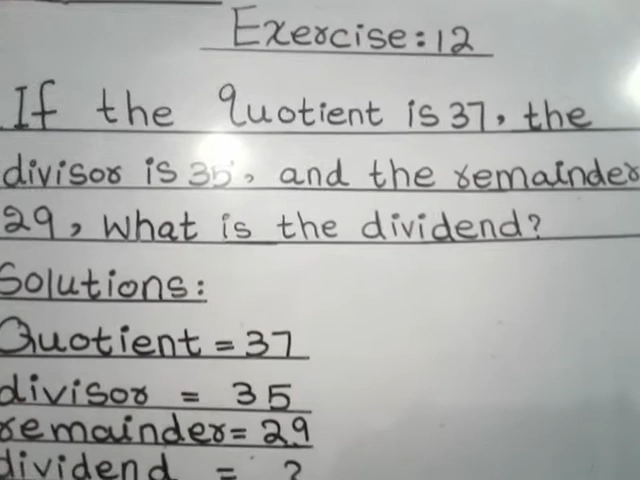 Exercise:12
If the Quotient is 37, the
divisor is 35, and the remainder
29, What is the dividend?
Solutions:
Quotient = 37
divisor = 35
remainder = 29
dividend = ?